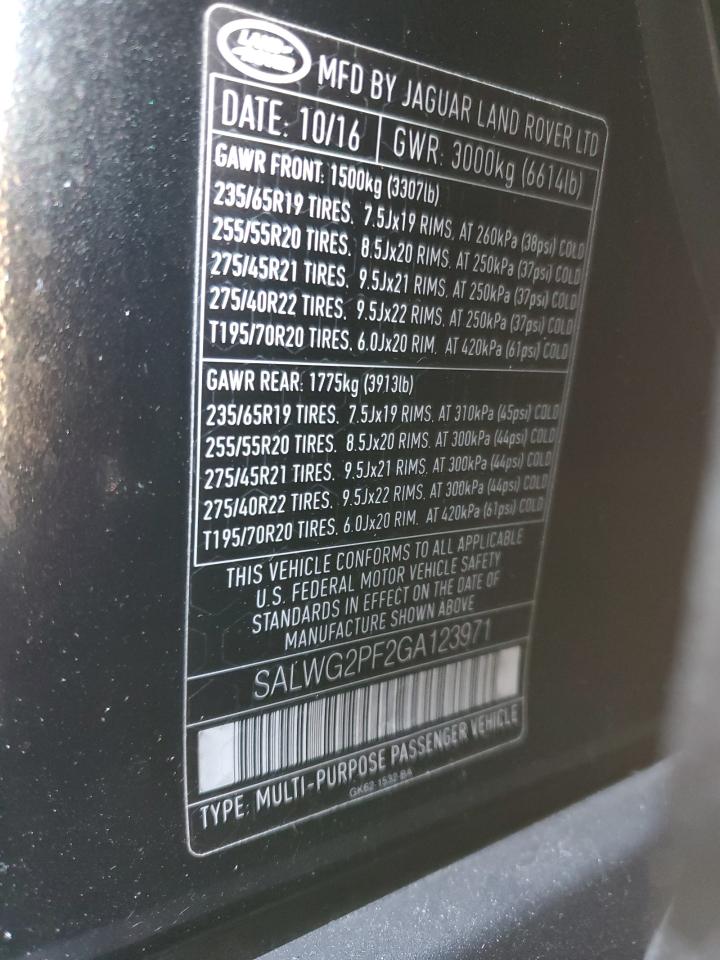 LAND ROVER
MFD BY JAGUAR LAND ROVER LTD
DATE: 10/16 GWR: 3000kg (6614lb)
GAWR FRONT: 1500kg (3307lb)
235/65R19 TIRES. 7.5Jx19 RIMS. AT 260kPa (38psi) COLD
255/55R20 TIRES. 8.5Jx20 RIMS. AT 250kPa (37psi) COLD
275/45R21 TIRES. 9.5Jx21 RIMS. AT 250kPa (37psi) COLD
275/40R22 TIRES. 9.5Jx22 RIMS. AT 250kPa (37psi) COLD
T195/70R20 TIRES. 6.0Jx20 RIM. AT 420kPa (61psi) COLD
GAWR REAR: 1775kg (3913lb)
235/65R19 TIRES. 7.5Jx19 RIMS. AT 310kPa (45psi) COLD
255/55R20 TIRES. 8.5Jx20 RIMS. AT 300kPa (44psi) COLD
275/45R21 TIRES. 9.5Jx21 RIMS. AT 300kPa (44psi) COLD
275/40R22 TIRES. 9.5Jx22 RIMS. AT 300kPa (44psi) COLD
T195/70R20 TIRES. 6.0Jx20 RIM. AT 420kPa (61psi) COLD
THIS VEHICLE CONFORMS TO ALL APPLICABLE
U.S. FEDERAL MOTOR VEHICLE SAFETY
STANDARDS IN EFFECT ON THE DATE OF
MANUFACTURE SHOWN ABOVE
SALWG2PF2GA123971
TYPE: MULTI-PURPOSE PASSENGER VEHICLE
GK62-1532-BA